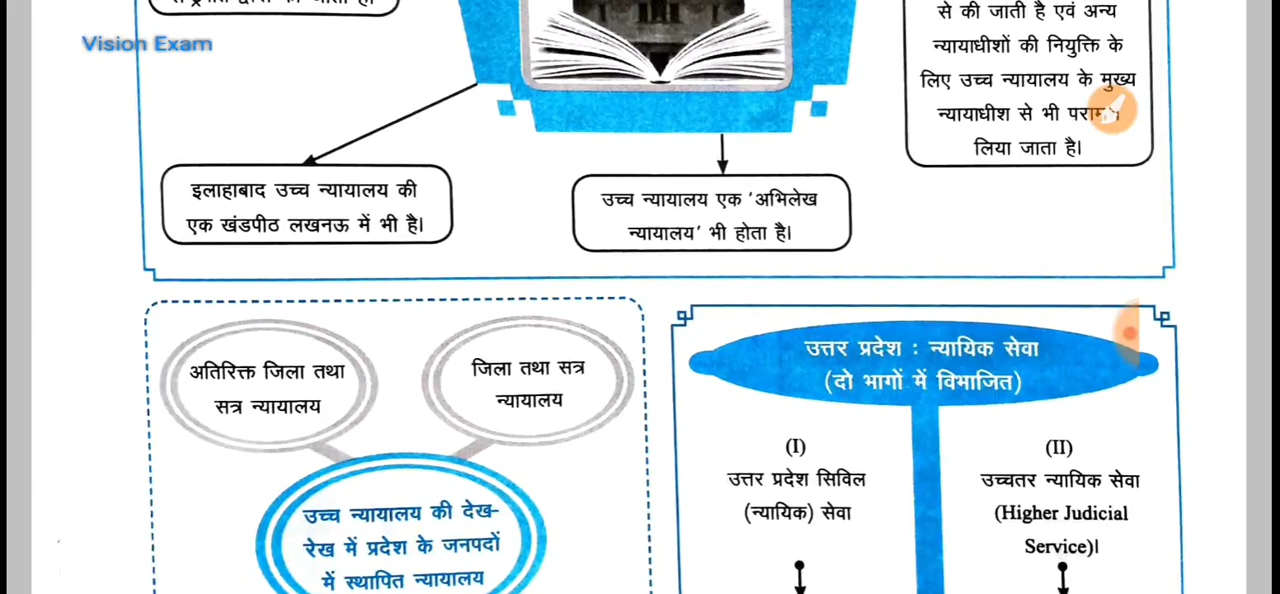 Vision Exam
से की जाती है एवं अन्य
न्यायाधीशों की नियुक्ति के
लिए उच्च न्यायालय के मुख्य
न्यायाधीश से भी
लिया जाता है।
इलाहाबाद उच्च न्यायालय की
एक खंडपीठ लखनऊ में भी है।
उच्च न्यायालय एक 'अभिलेख
न्यायालय' भी होता है।
अतिरिक्त जिला तथा
सत्र न्यायालय
जिला तथा सत्र
न्यायालय
उच्च न्यायालय की देख-
रेख में प्रदेश के जनपदों
में स्थापित न्यायालय
उत्तर प्रदेश : न्यायिक सेवा
(दो भागों में विभाजित)
(I)
उत्तर प्रदेश सिविल
(न्यायिक) सेवा
(II)
उच्चतर न्यायिक सेवा
(Higher Judicial
Service)।